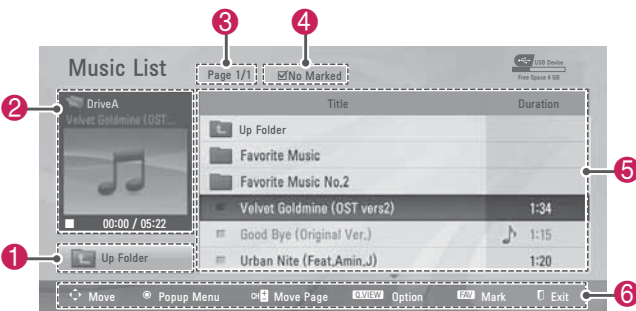 3
4
Music List
Page 1/1
☑No Marked
USB Device
Free Space 4 GB
2
DriveA
Velvet Goldmine (OST...
Title
Duration
Up Folder
Favorite Music
Favorite Music No.2
5
Velvet Goldmine (OST vers2)
1:34
00:00 / 05:22
Good Bye (Original Ver.)
1:15
1
Up Folder
Urban Nite (Feat.Amin.J)
1:20
Move
Popup Menu
CH Move Page
Q.VIEW Option
FAV Mark
Exit
6